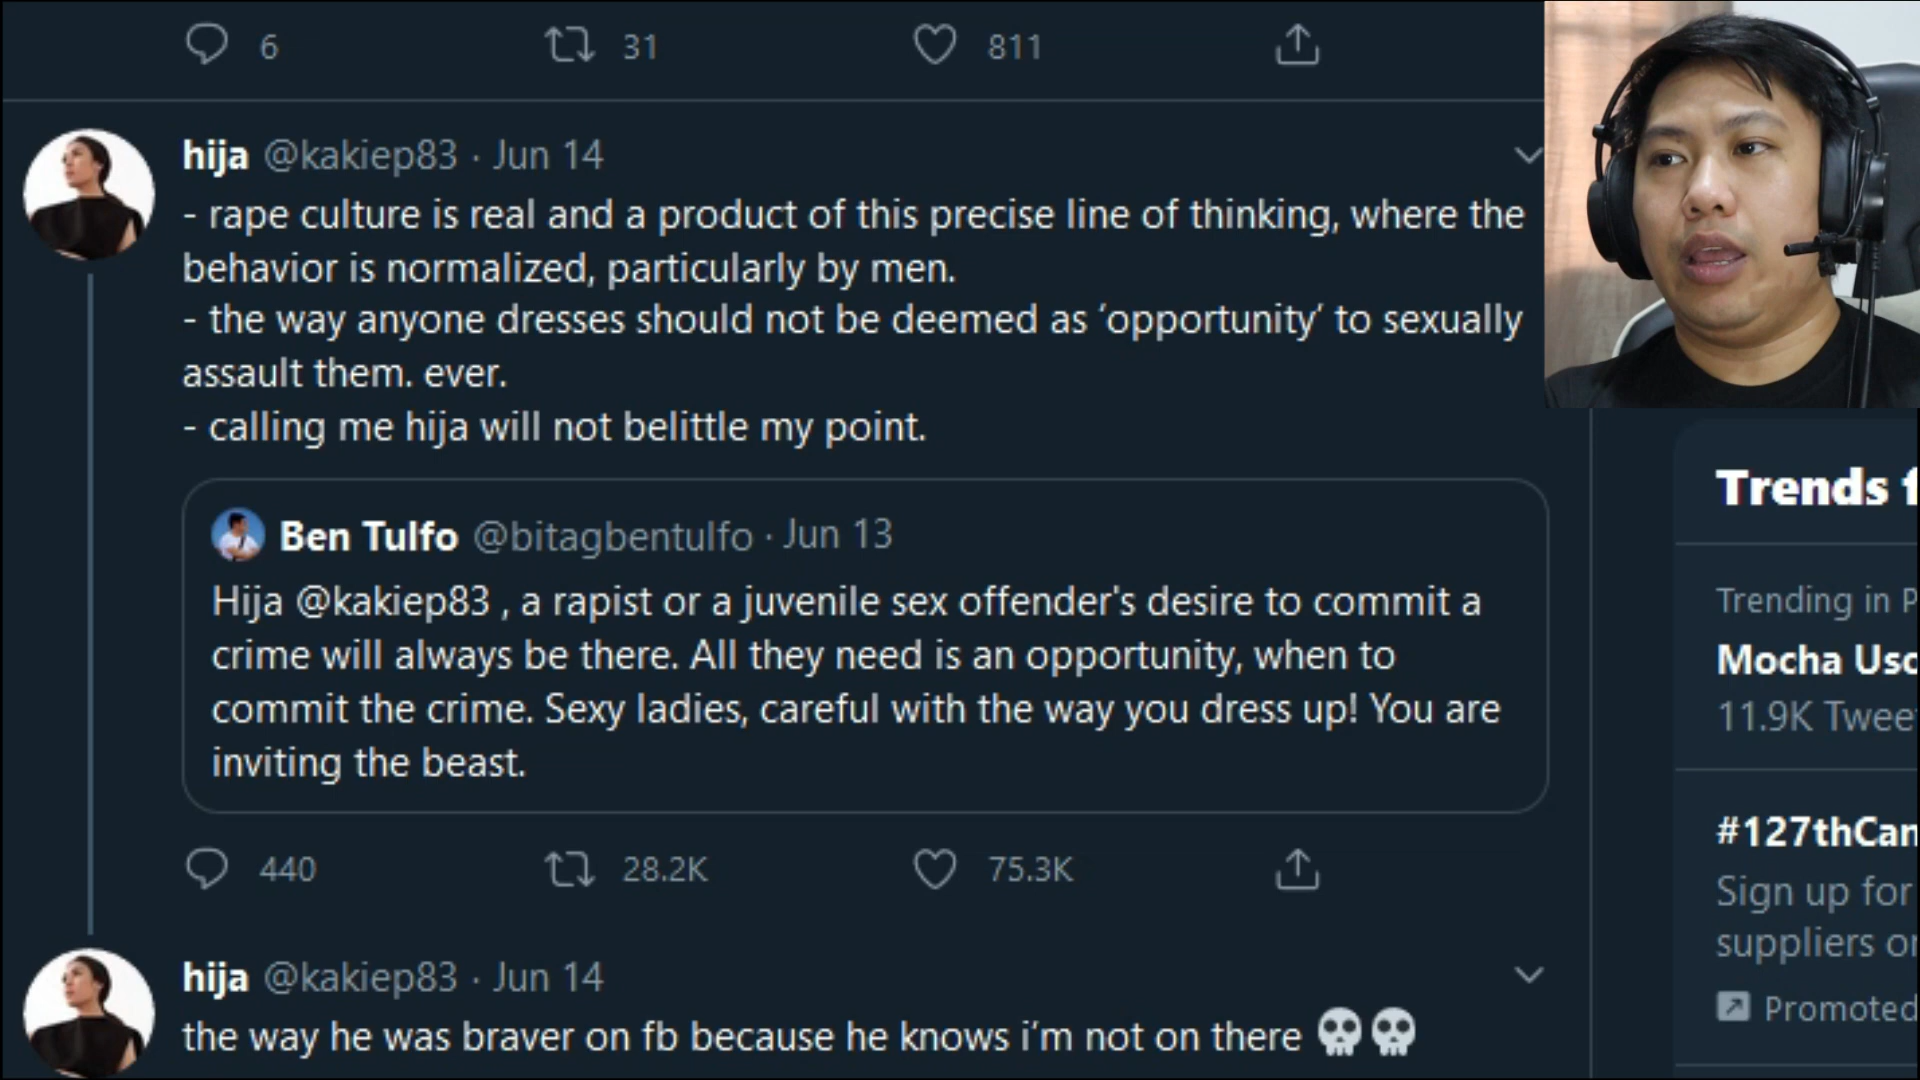 6 31 811
hija @kakiep83 · Jun 14
- rape culture is real and a product of this precise line of thinking, where the
behavior is normalized, particularly by men.
- the way anyone dresses should not be deemed as ‘opportunity’ to sexually
assault them. ever.
- calling me hija will not belittle my point.
Ben Tulfo @bitagbentulfo · Jun 13
Hija @kakiep83 , a rapist or a juvenile sex offender's desire to commit a
crime will always be there. All they need is an opportunity, when to
commit the crime. Sexy ladies, careful with the way you dress up! You are
inviting the beast.
440 28.2K 75.3K
hija @kakiep83 · Jun 14
the way he was braver on fb because he knows i’m not on there 💀💀
Trends f
Trending in P
Mocha Uso
11.9K Twee
#127thCan
Sign up for
suppliers or
Promoted